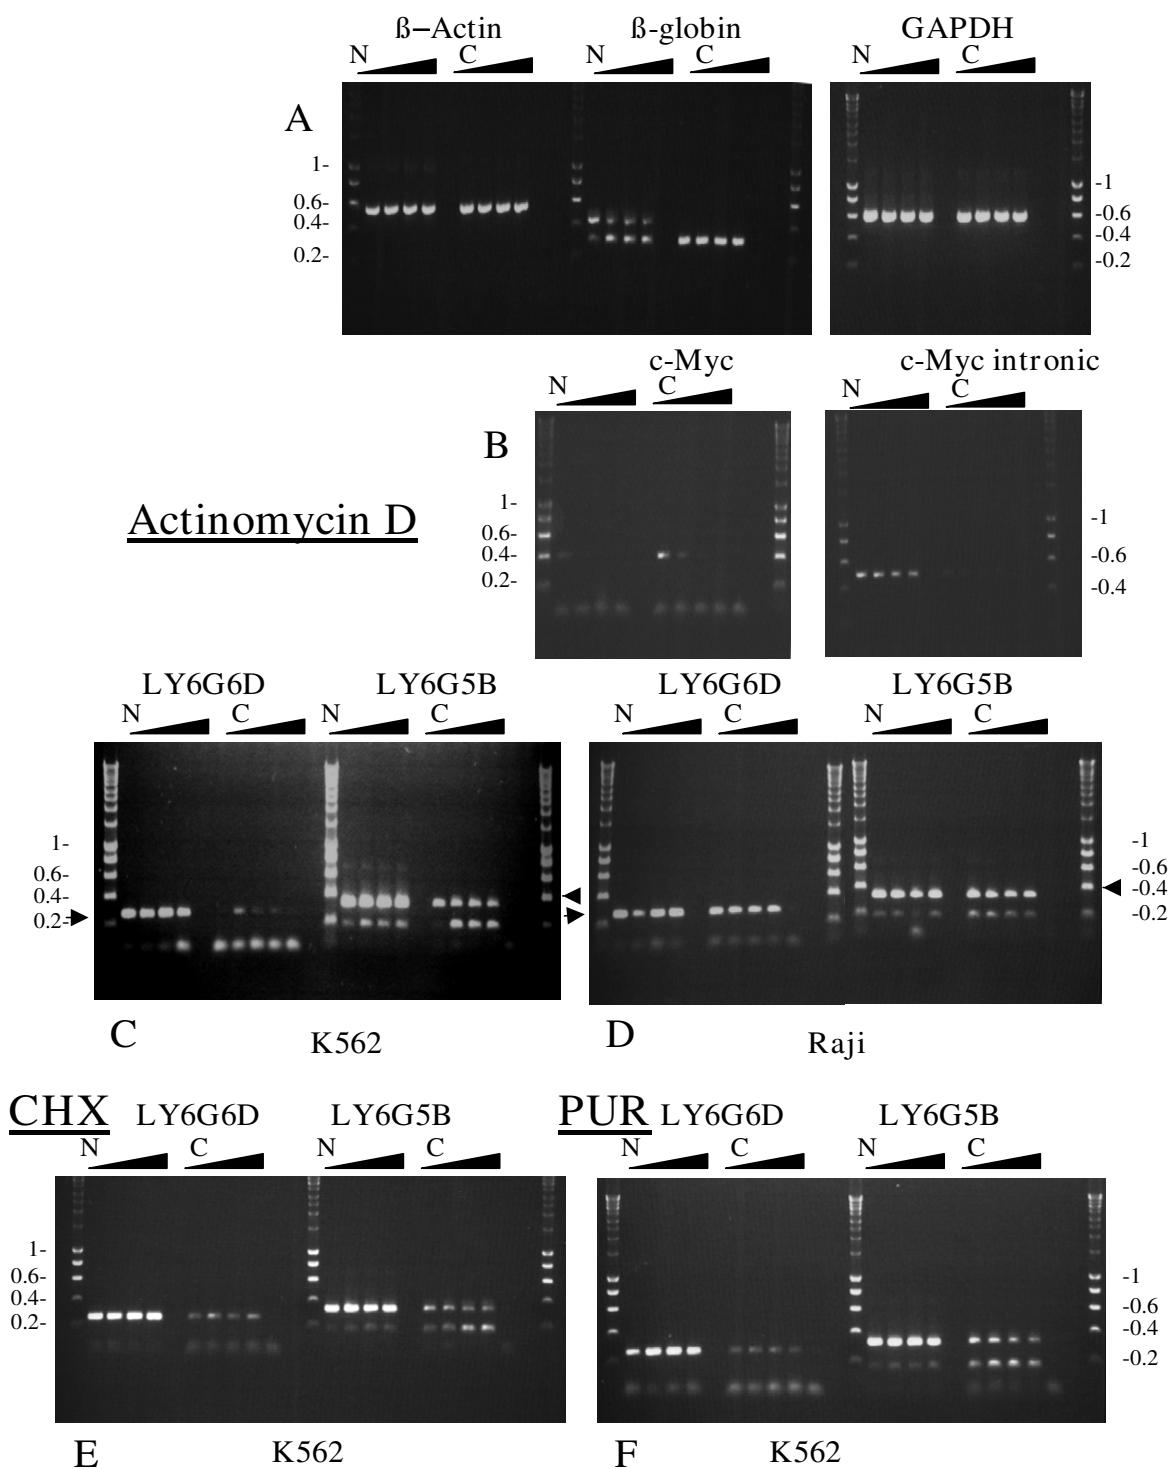 ß–Actin ß-globin GAPDH
N C N C N C
A
1-
0.6-
0.4-
0.2-
-1
-0.6
-0.4
-0.2
c-Myc c-Myc intronic
N C N C
B
Actinomycin D
1-
0.6-
0.4-
0.2-
-1
-0.6
-0.4
LY6G6D LY6G5B LY6G6D LY6G5B
N C N C N C N C
1-
0.6-
0.4-
0.2-
-1
-0.6
-0.4
-0.2
C K562 D Raji
CHX LY6G6D LY6G5B PUR LY6G6D LY6G5B
N C N C N C N C
1-
0.6-
0.4-
0.2-
-1
-0.6
-0.4
-0.2
E K562 F K562